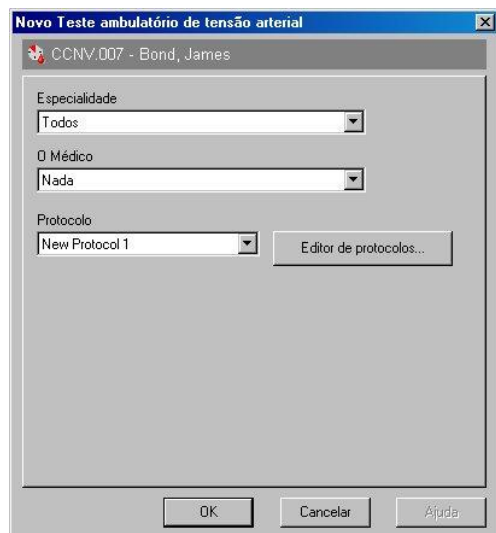 Novo Teste ambulatório de tensão arterial
CCNV.007 - Bond, James
Especialidade
Todos
O Médico
Nada
Protocolo
New Protocol 1
Editor de protocolos...
OK
Cancelar
Ajuda